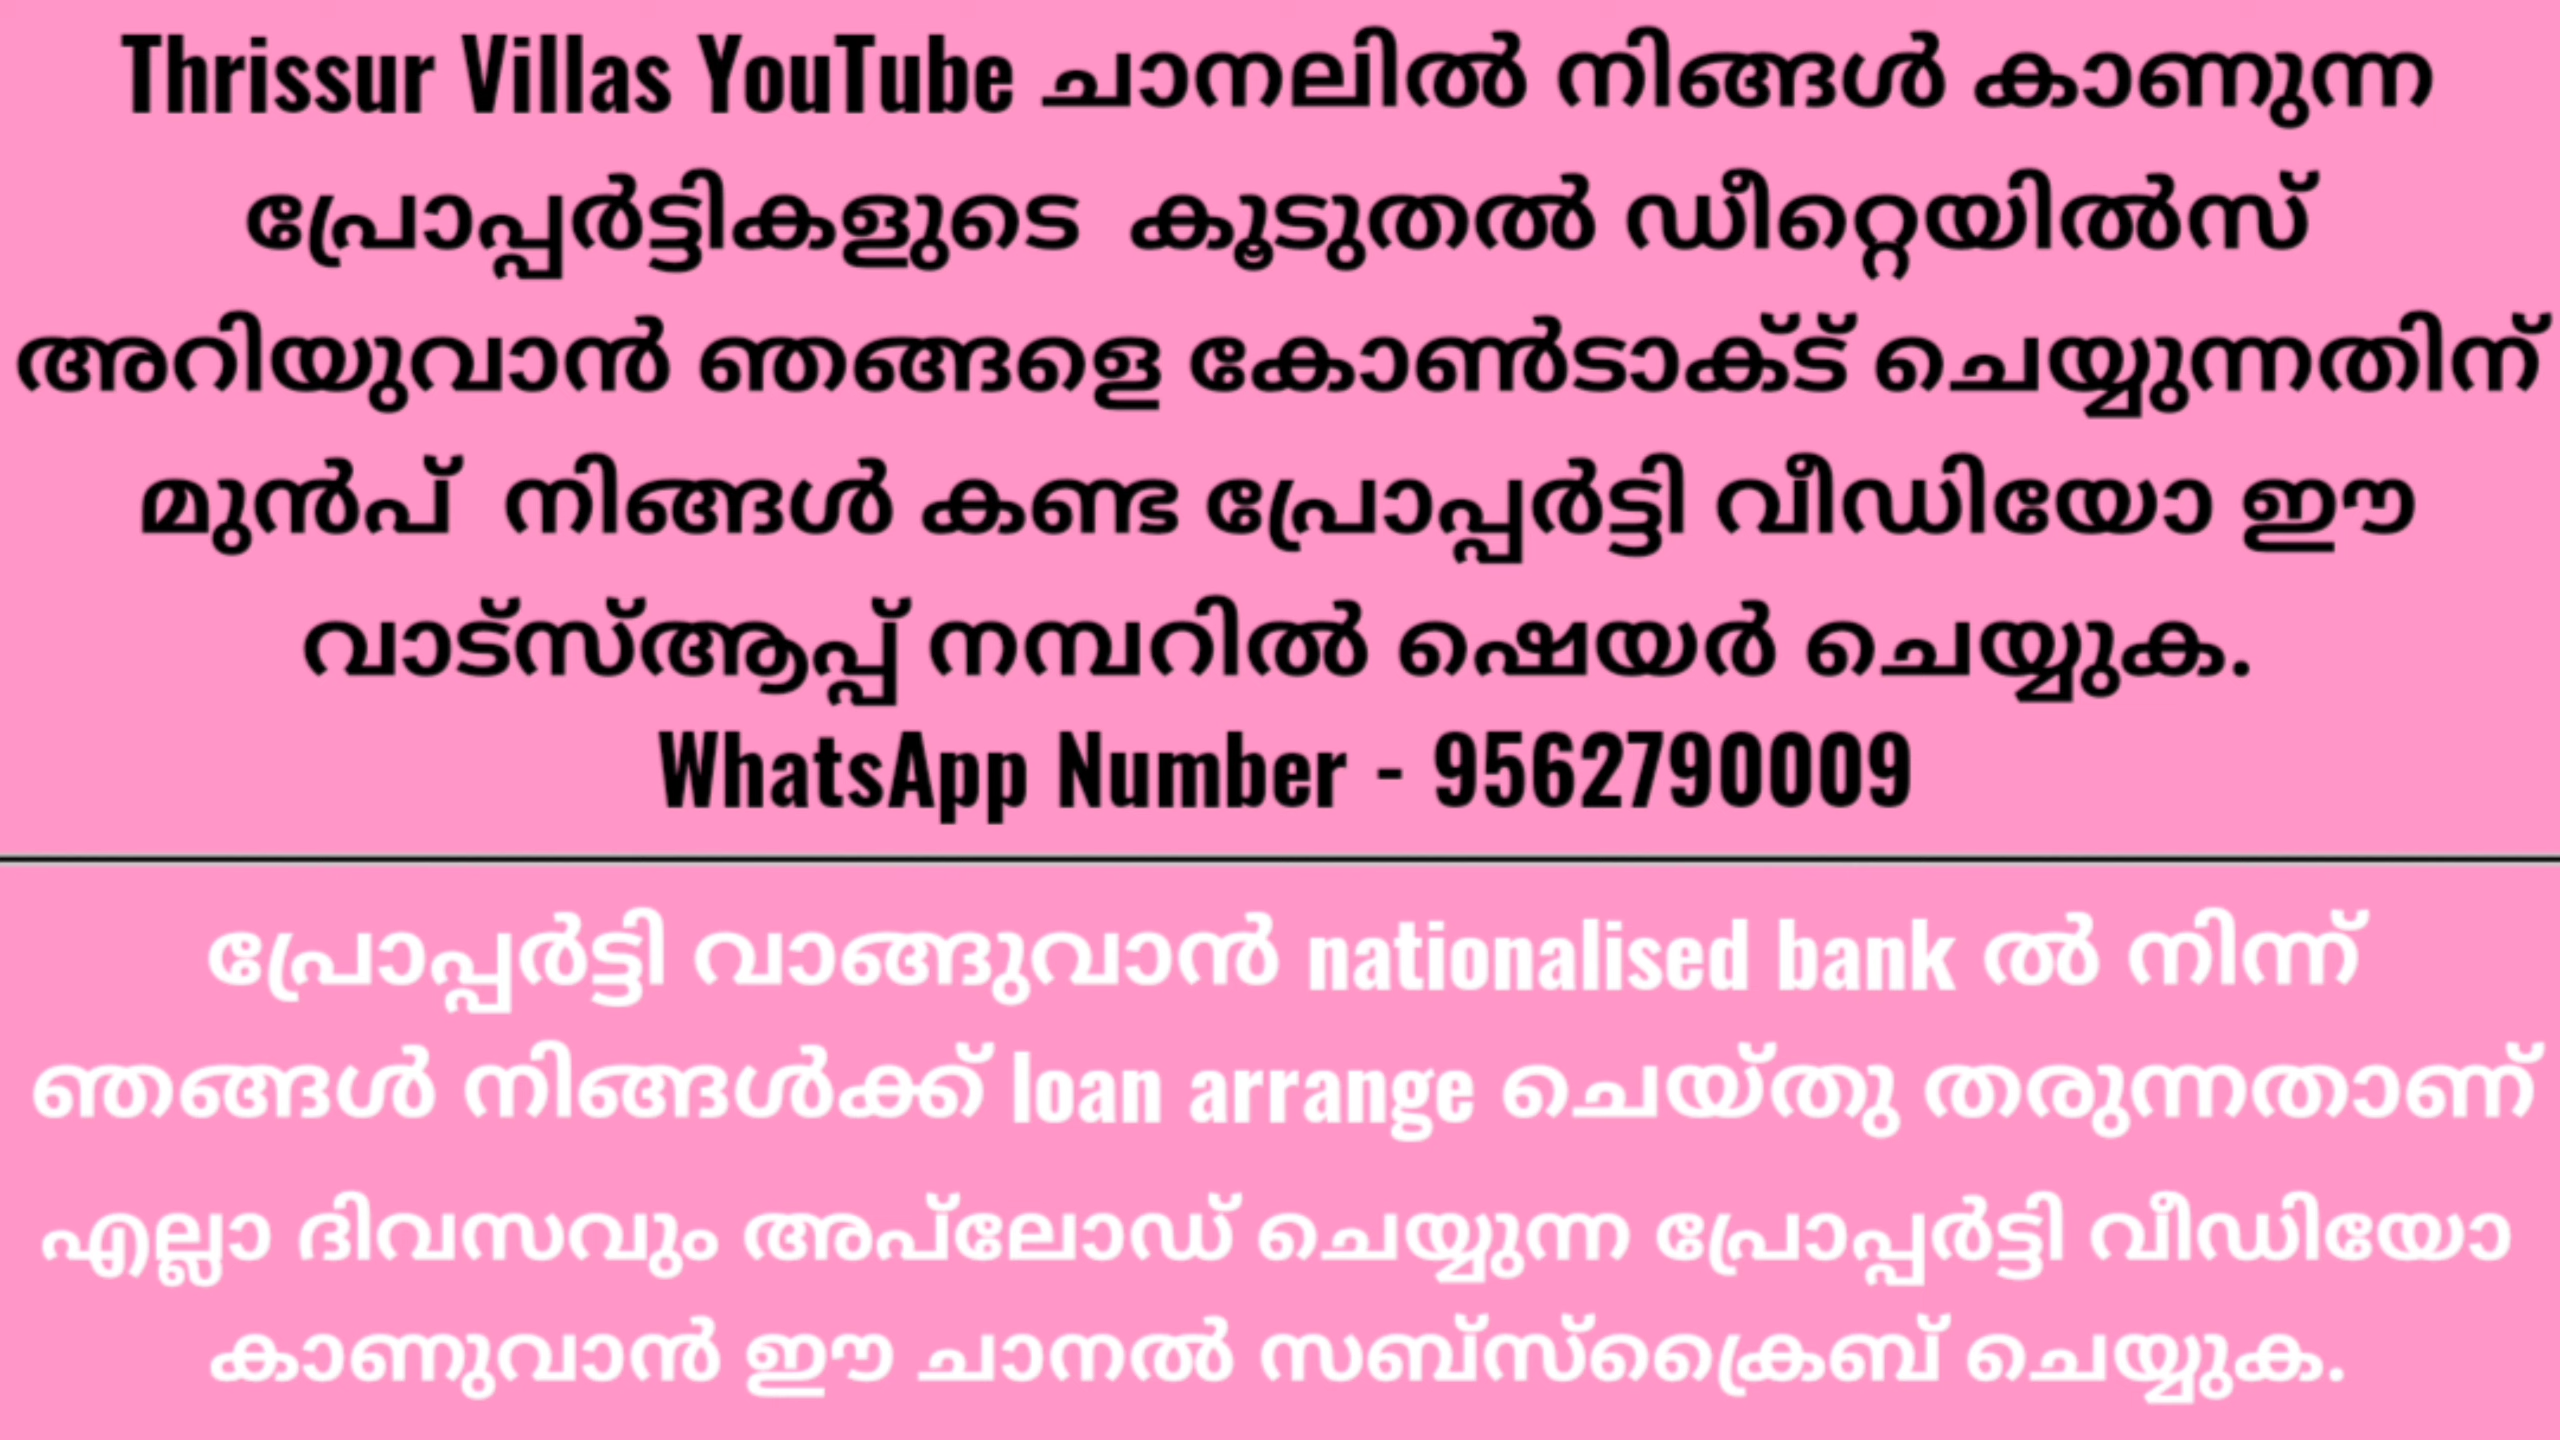 Thrissur Villas YouTube ചാനലിൽ നിങ്ങൾ കാണുന്ന
പ്രോപ്പർട്ടികളുടെ കൂടുതൽ ഡീറ്റെയിൽസ്
അറിയുവാൻ ഞങ്ങളെ കോൺടാക്ട് ചെയ്യുന്നതിന്
മുൻപ് നിങ്ങൾ കണ്ട പ്രോപ്പർട്ടി വീഡിയോ ഈ
വാട്സ്ആപ്പ് നമ്പറിൽ ഷെയർ ചെയ്യുക.
WhatsApp Number - 9562790009
പ്രോപ്പർട്ടി വാങ്ങുവാൻ nationalised bank ൽ നിന്ന്
ഞങ്ങൾ നിങ്ങൾക്ക് loan arrange ചെയ്തു തരുന്നതാണ്
എല്ലാ ദിവസവും അപ്‌ലോഡ് ചെയ്യുന്ന പ്രോപ്പർട്ടി വീഡിയോ
കാണുവാൻ ഈ ചാനൽ സബ്സ്ക്രൈബ് ചെയ്യുക.